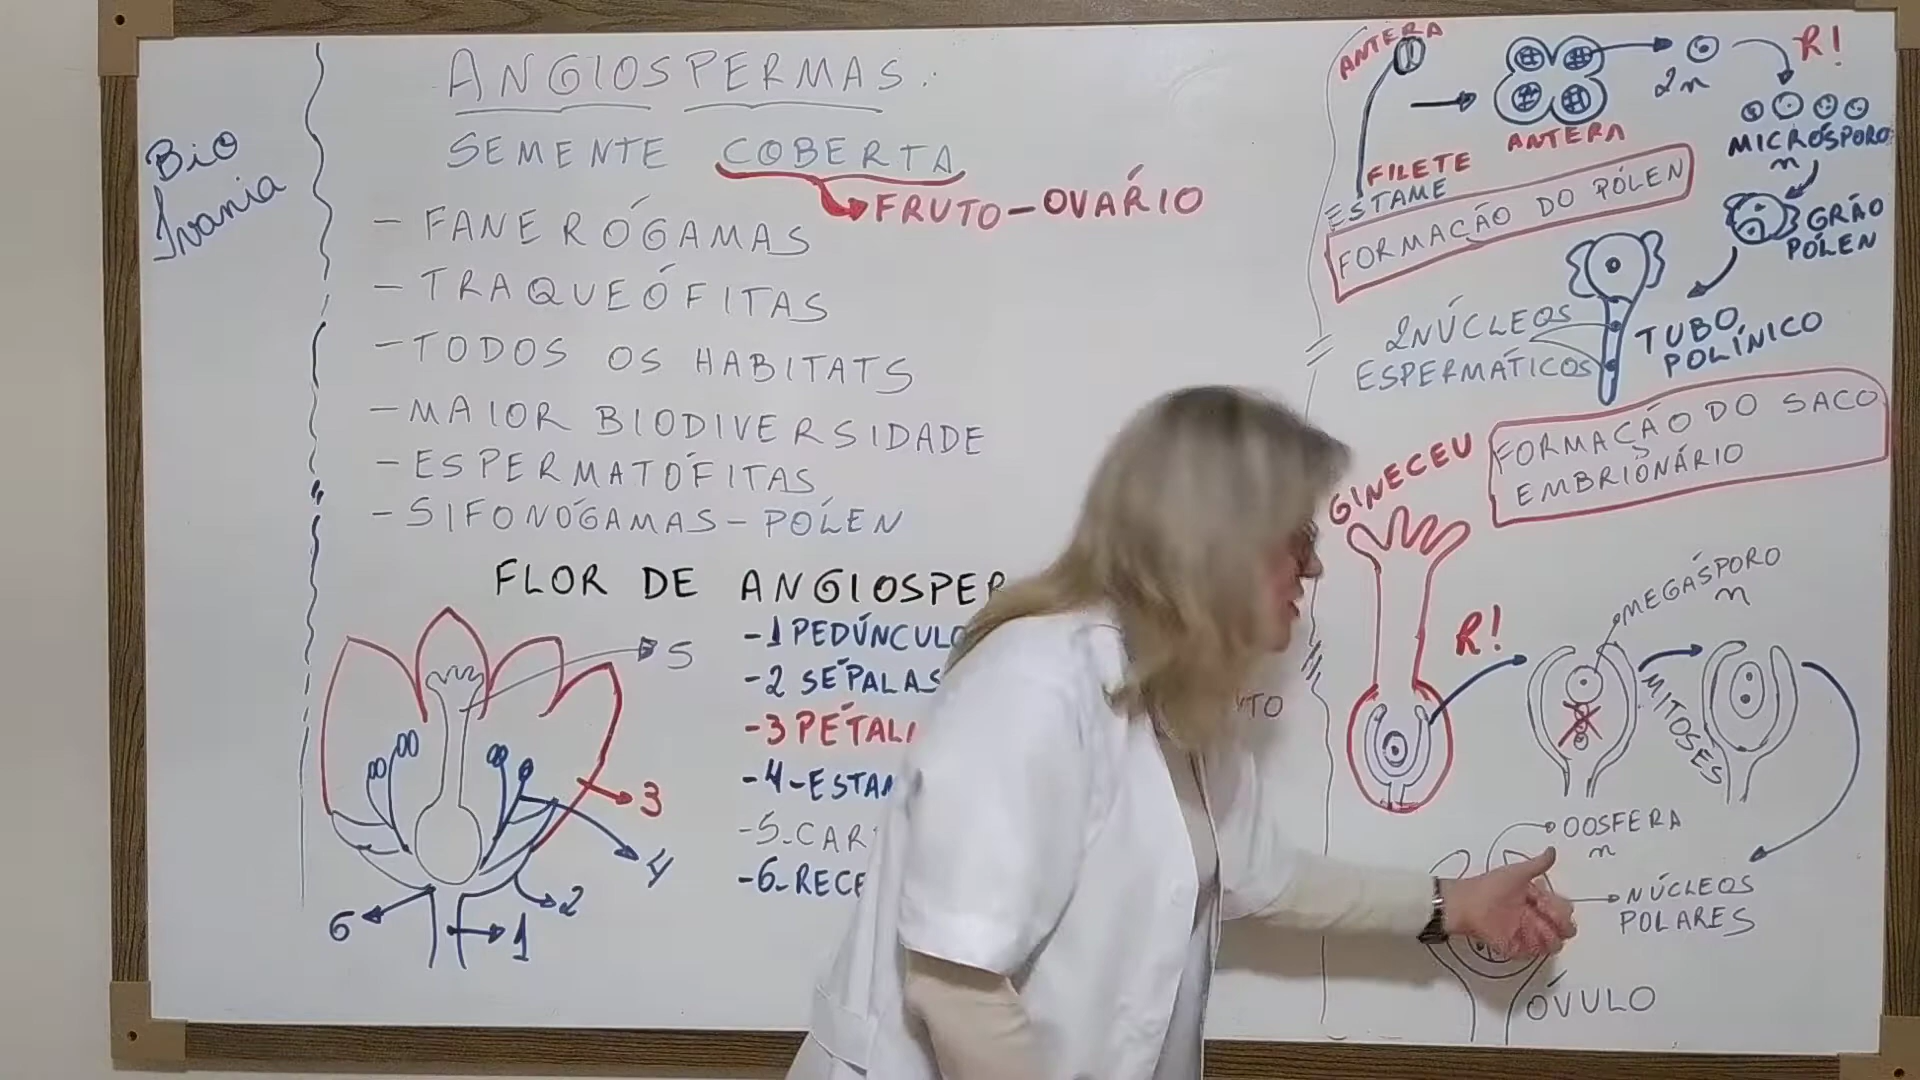 Bio
Ivania
ANGIOSPERMAS:
SEMENTE COBERTA
FRUTO-OVÁRIO
- FANERÓGAMAS
- TRAQUEÓFITAS
- TODOS OS HABITATS
- MAIOR BIODIVERSIDADE
- ESPERMATÓFITAS
- SIFONÓGAMAS - PÓLEN
FLOR DE ANGIOSPER
- 1 PEDÚNCULO
- 2 SÉPALAS
- 3 PÉTAL
- 4 - ESTA
- 5 - CAR
- 6 - RECE
5
3
4
2
6
1
ANTERA
FILETE
ESTAME
ANTERA
2n
R!
MICRÓSPORO
n
FORMAÇÃO DO PÓLEN
GRÃO
PÓLEN
2 NÚCLEOS
ESPERMÁTICOS
TUBO
POLÍNICO
GINECEU
FORMAÇÃO DO SACO
EMBRIONÁRIO
R!
MEGÁSPORO
n
MITOSES
TO
OOSFERA
n
NÚCLEOS
POLARES
ÓVULO